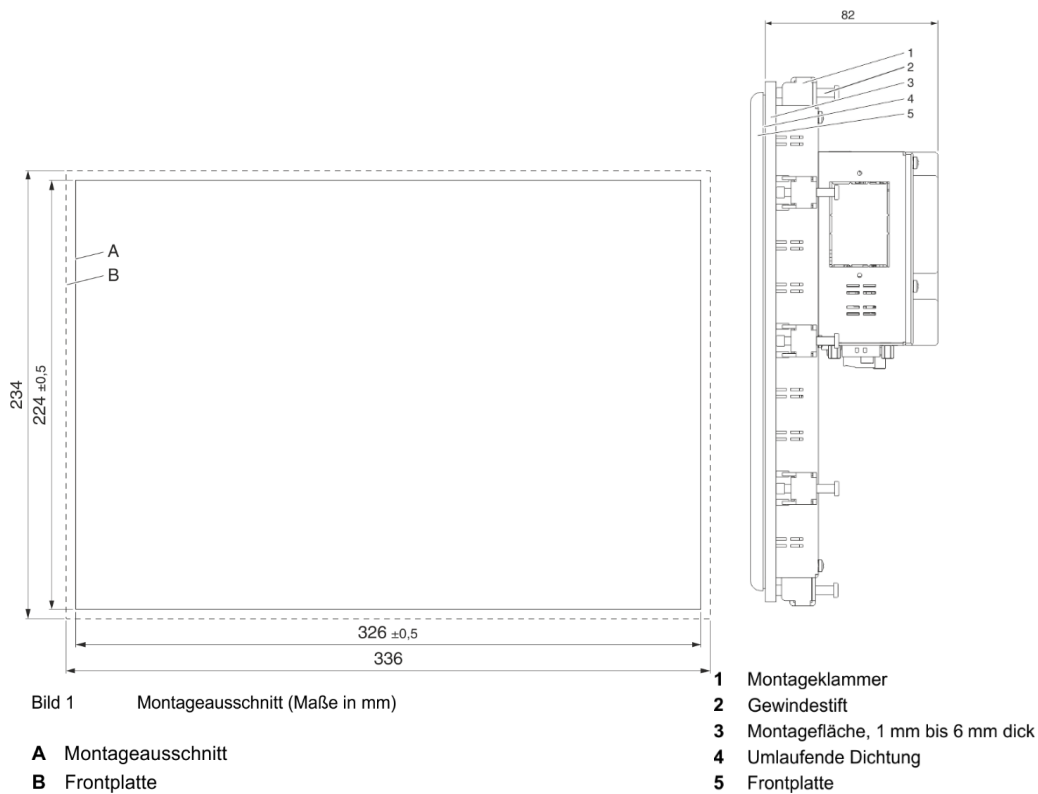 82
1
2
3
4
5
A
B
234
224 ±0,5
326 ±0,5
336
Bild 1 Montageausschnitt (Maße in mm)
A Montageausschnitt
B Frontplatte
1 Montageklammer
2 Gewindestift
3 Montagefläche, 1 mm bis 6 mm dick
4 Umlaufende Dichtung
5 Frontplatte